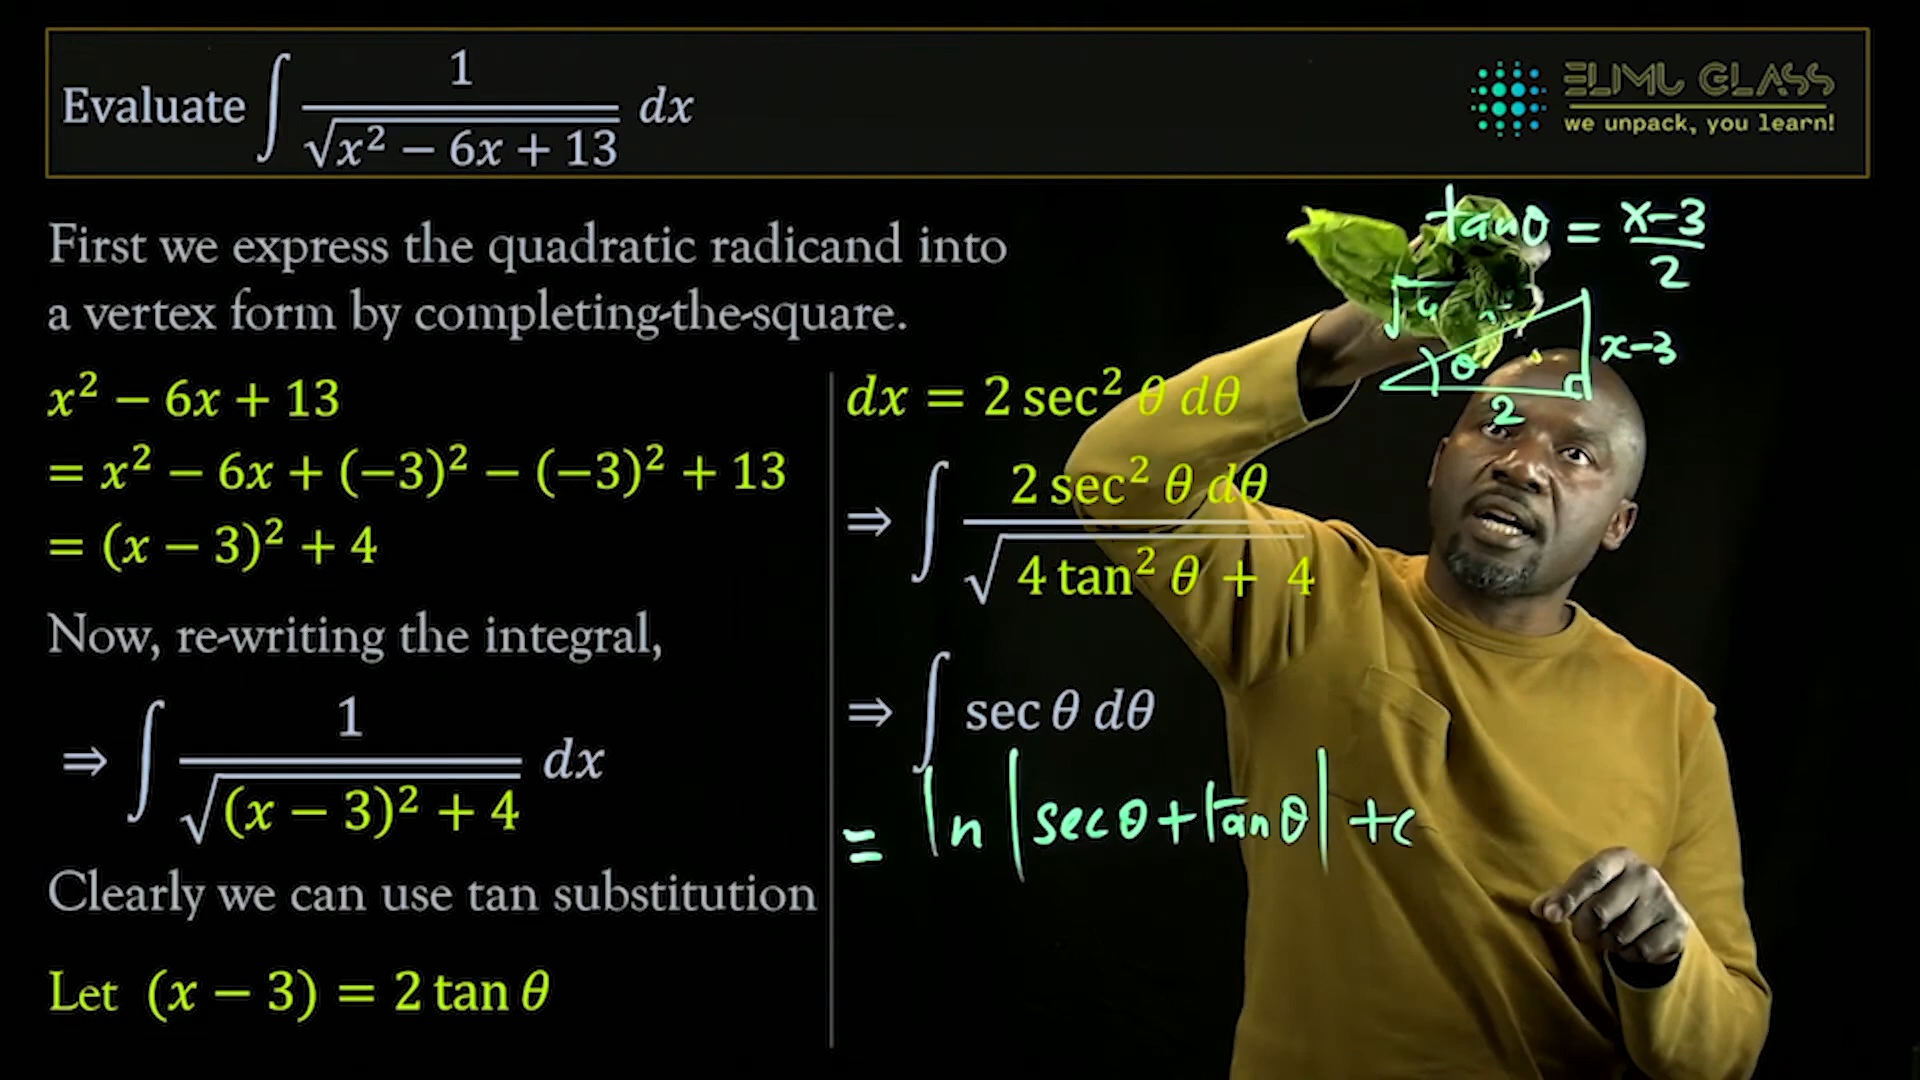 Evaluate ∫ 1/√(x² − 6x + 13) dx
ELIMU CLASS
we unpack, you learn!
First we express the quadratic radicand into
a vertex form by completing-the-square.
x² − 6x + 13
= x² − 6x + (−3)² − (−3)² + 13
= (x − 3)² + 4
Now, re-writing the integral,
⇒ ∫ 1/√((x − 3)² + 4) dx
Clearly we can use tan substitution
Let (x − 3) = 2 tan θ
dx = 2 sec² θ dθ
⇒ ∫ 2 sec² θ dθ/√(4 tan² θ + 4)
⇒ ∫ sec θ dθ
= ln |sec θ + tan θ| + c
tan θ = (x−3)/2
θ
x−3
2